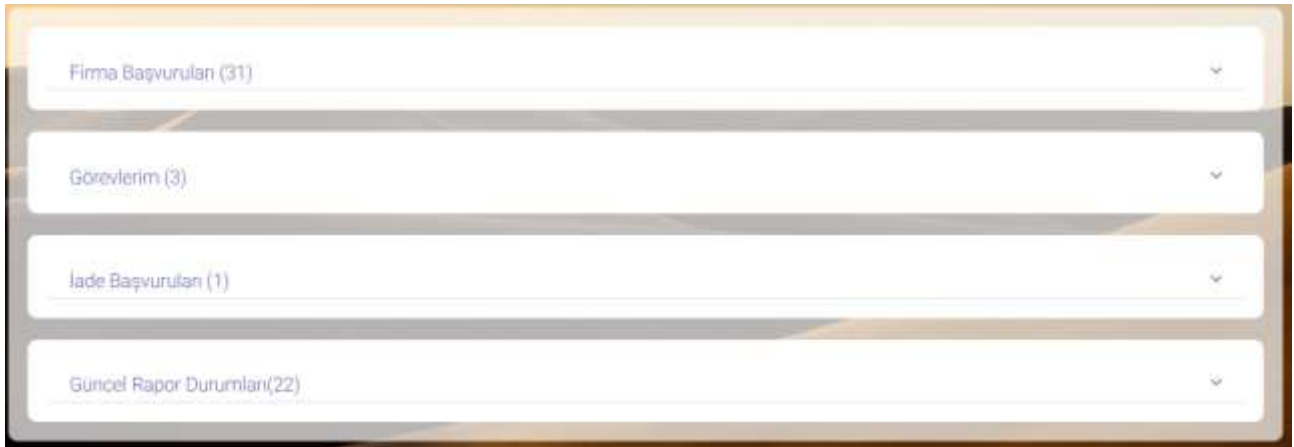 Firma Başvuruları (31)
Görevlerim (3)
İade Başvuruları (1)
Güncel Rapor Durumları(22)